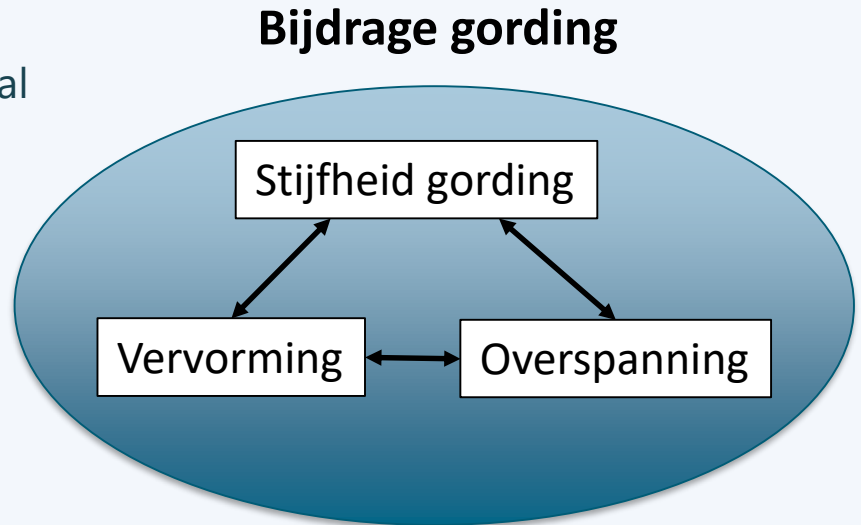 Bijdrage gording
al
Stijfheid gording
Vervorming
Overspanning